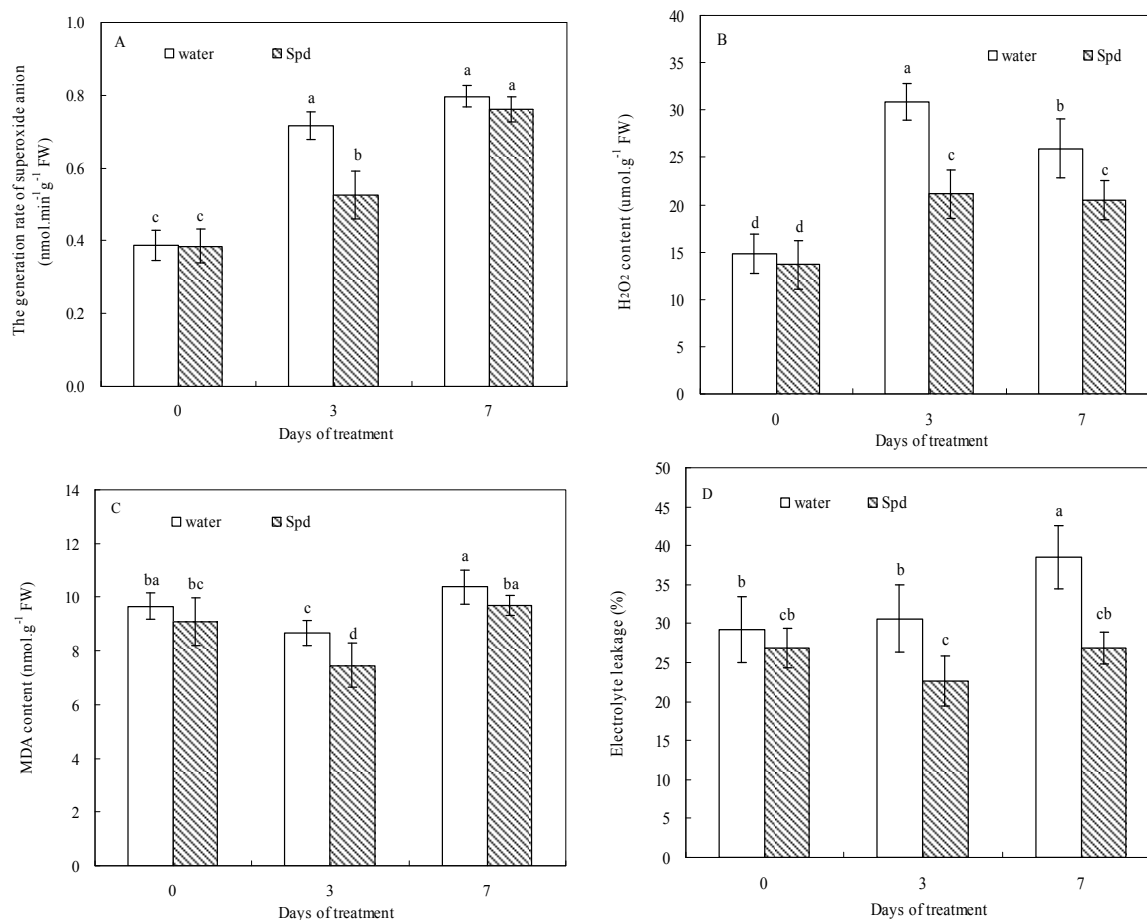 A
water Spd
The generation rate of superoxide anion
(nmol.min-1g-1 FW)
1.0
0.8
0.6
0.4
0.2
0.0
c c a b a a
0 3 7
Days of treatment
B
water Spd
H2O2 content (umol.g-1 FW)
40
35
30
25
20
15
10
5
0
d d a c b c
0 3 7
Days of treatment
C
water Spd
MDA content (nmol.g-1 FW)
14
12
10
8
6
4
2
0
ba bc c d a ba
0 3 7
Days of treatment
D
water Spd
Electrolyte leakage (%)
50
45
40
35
30
25
20
15
10
5
0
b cb b c a cb
0 3 7
Days of treatment